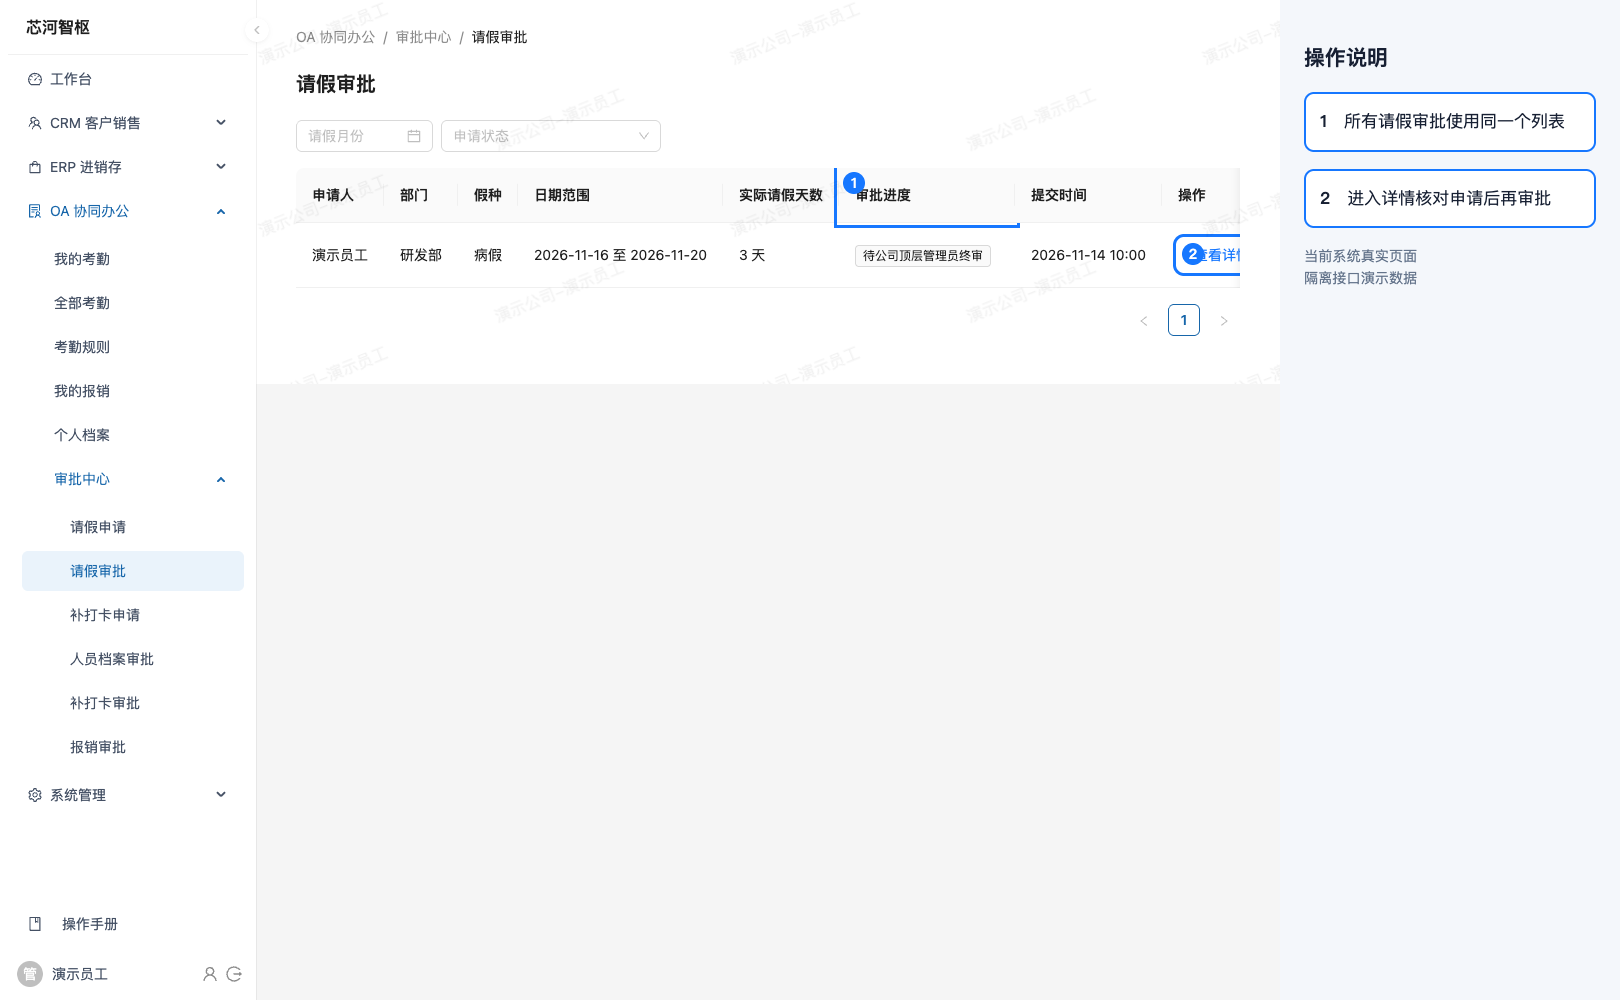 芯河智枢
工作台
CRM 客户销售
ERP 进销存
OA 协同办公
我的考勤
全部考勤
考勤规则
我的报销
个人档案
审批中心
请假申请
请假审批
补打卡申请
人员档案审批
补打卡审批
报销审批
系统管理
操作手册
管 演示员工
OA 协同办公 / 审批中心 / 请假审批
请假审批
请假月份 申请状态
申请人 部门 假种 日期范围 实际请假天数 1 审批进度 提交时间 操作
演示员工 研发部 病假 2026-11-16 至 2026-11-20 3 天 待公司顶层管理员终审 2026-11-14 10:00 2 看详
1
演示公司-演示员工
操作说明
1 所有请假审批使用同一个列表
2 进入详情核对申请后再审批
当前系统真实页面
隔离接口演示数据